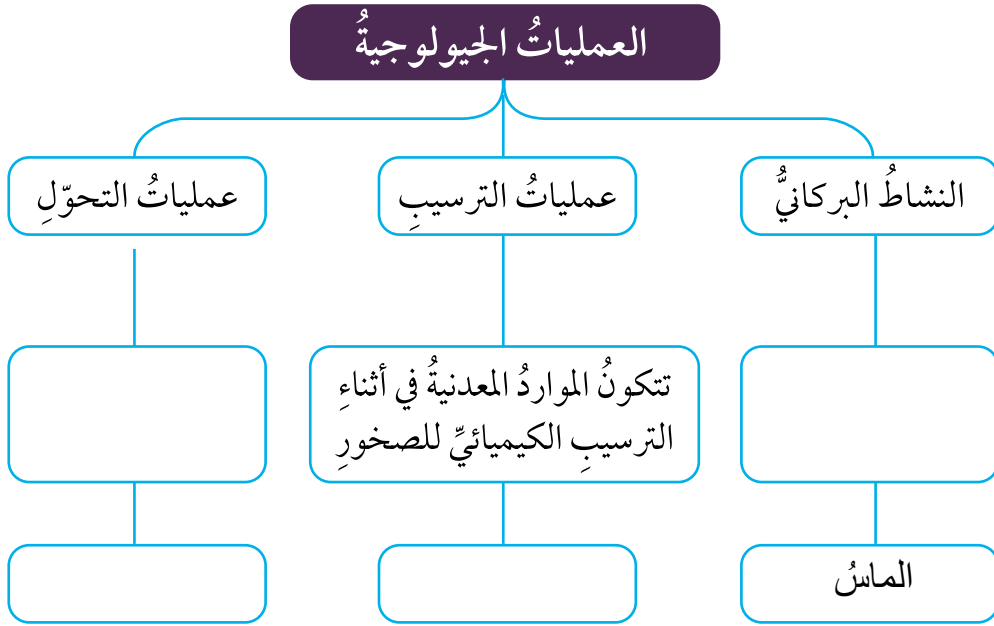 العملياتُ الجيولوجيةُ
النشاطُ البركانيُّ
عملياتُ الترسيبِ
عملياتُ التحوّلِ
تتكونُ المواردُ المعدنيةُ في أثناءِ
الترسيبِ الكيميائيِّ للصخورِ
الماسُ